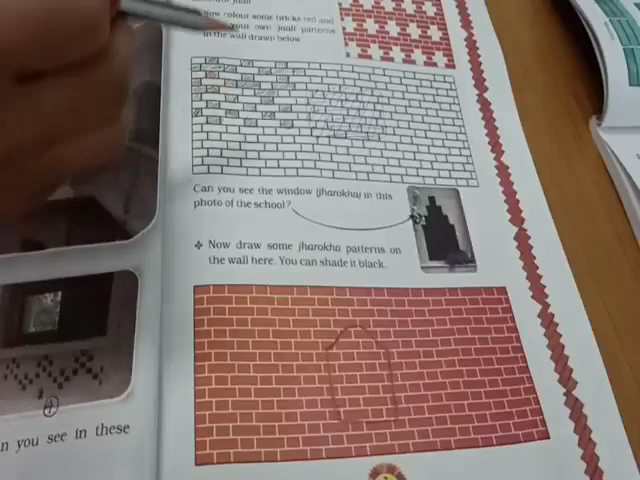 Now colour some bricks red and
your own jaali patterns
in the wall drawn below
Can you see the window (jharokha) in this
photo of the school?
❖ Now draw some jharokha patterns on
the wall here. You can shade it black.
4
n you see in these